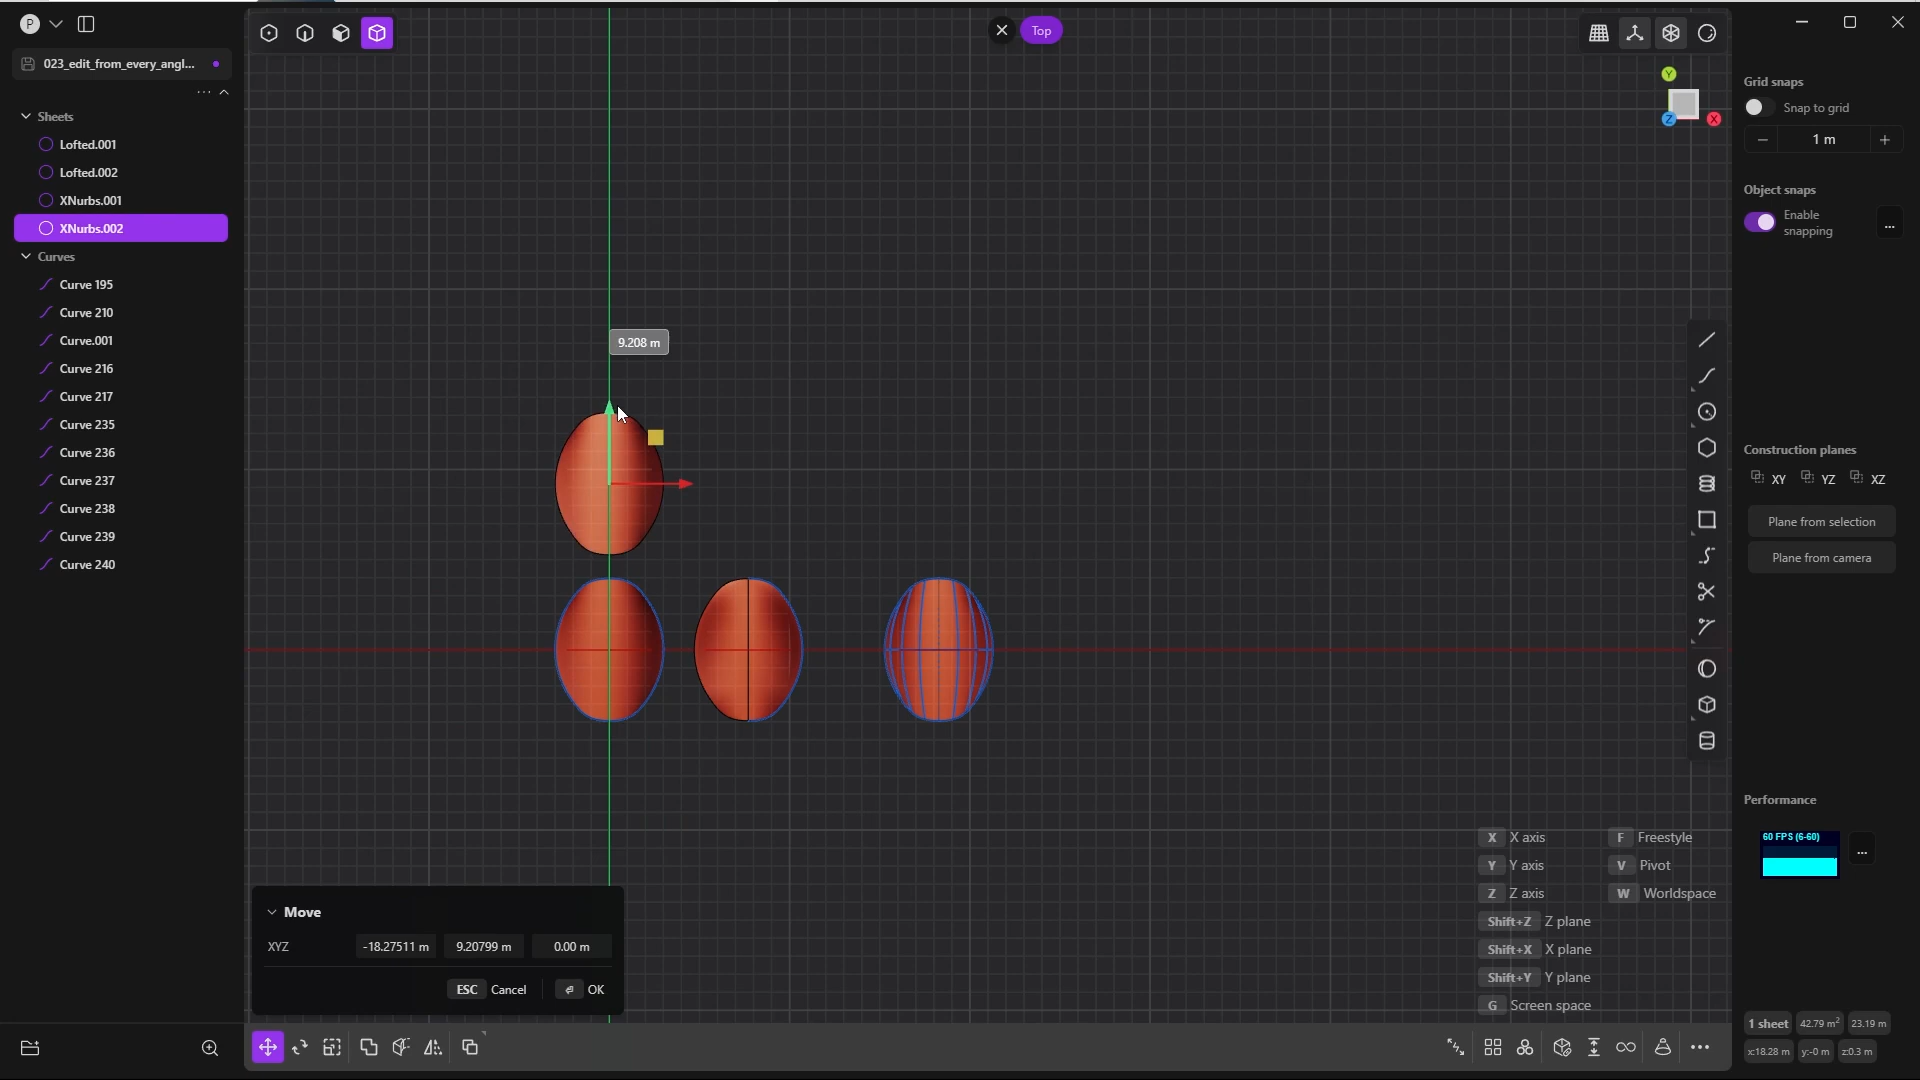 P
023_edit_from_every_angl...
Sheets
Lofted.001
Lofted.002
XNurbs.001
XNurbs.002
Curves
Curve 195
Curve 210
Curve.001
Curve 216
Curve 217
Curve 235
Curve 236
Curve 237
Curve 238
Curve 239
Curve 240
Top
9.208 m
Y
Z
X
Move
XYZ
-18.27511 m
9.20799 m
0.00 m
ESC Cancel
OK
X X axis
F Freestyle
Y Y axis
V Pivot
Z Z axis
W Worldspace
Shift+Z Z plane
Shift+X X plane
Shift+Y Y plane
G Screen space
Grid snaps
Snap to grid
1 m
Object snaps
Enable
snapping
...
Construction planes
XY
YZ
XZ
Plane from selection
Plane from camera
Performance
60 FPS (6-60)
...
1 sheet
42.79 m²
23.19 m
x:18.28 m
y:-0 m
z:0.3 m